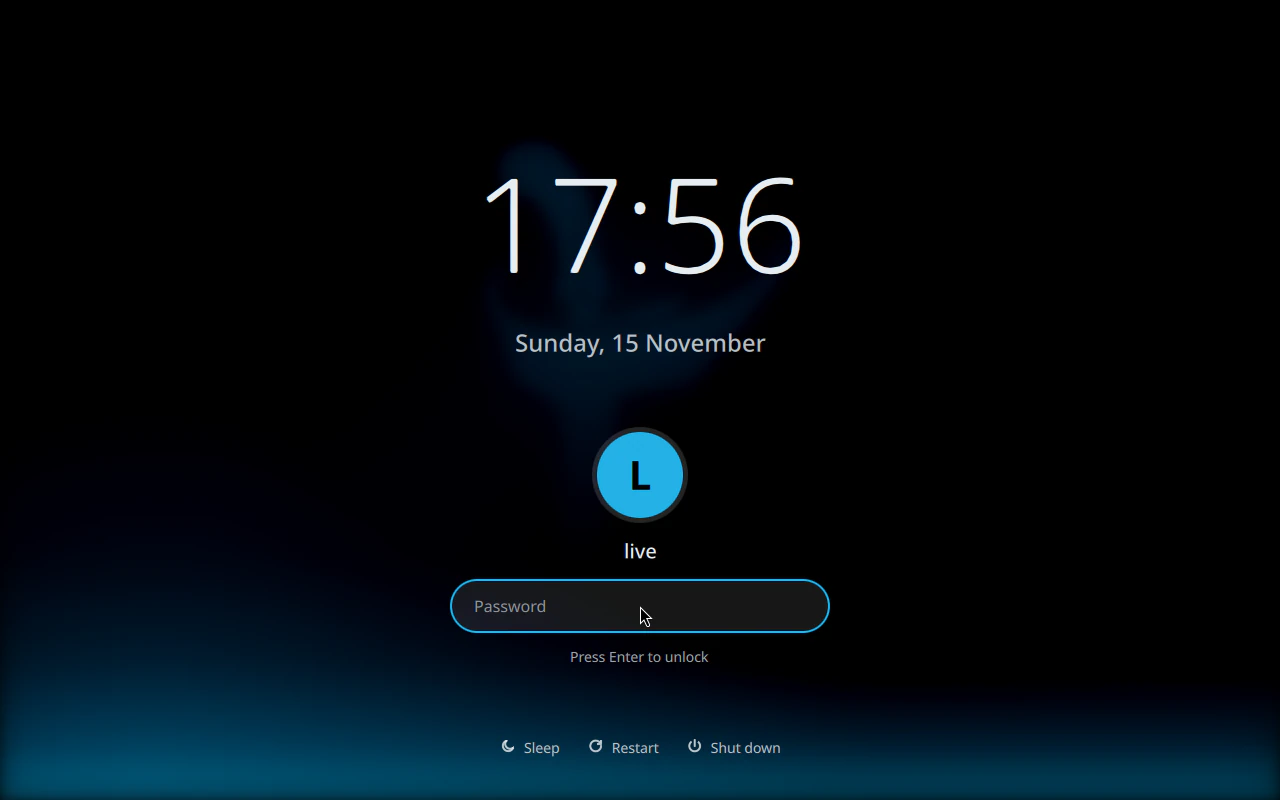 17:56
Sunday, 15 November
L
live
Password
Press Enter to unlock
Sleep Restart Shut down